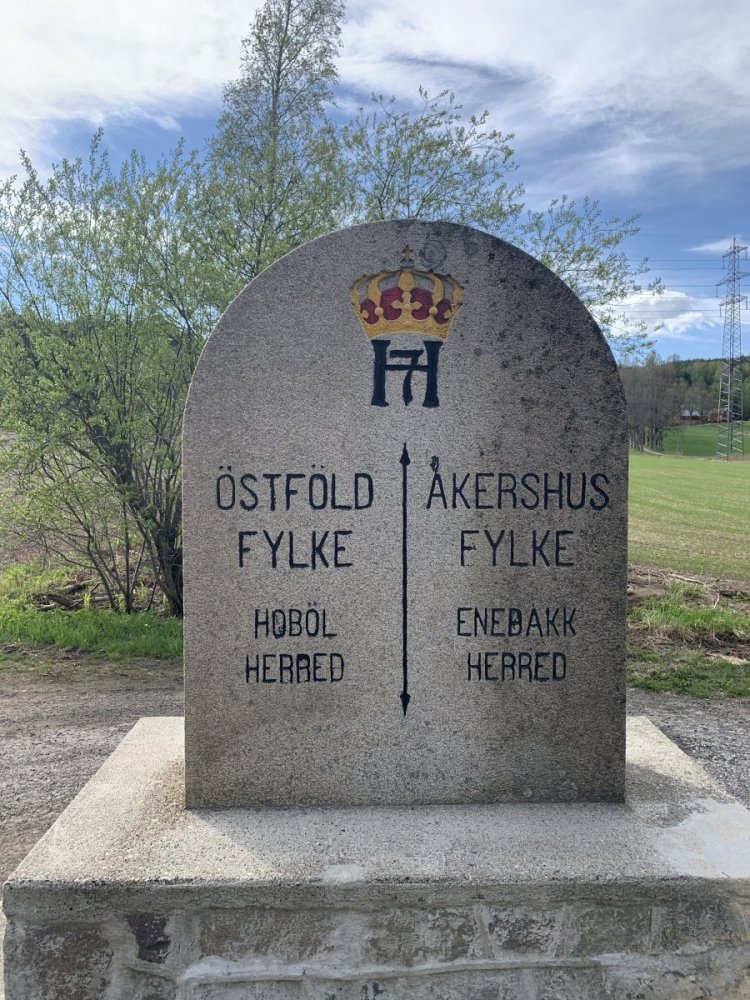 H7
ÖSTFÖLD
FYLKE
HOBÖL
HERRED
ÅKERSHUS
FYLKE
ENEBAKK
HERRED